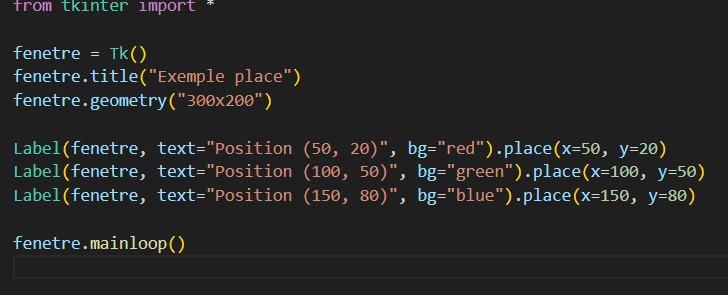 from tkinter import *
fenetre = Tk()
fenetre.title("Exemple place")
fenetre.geometry("300x200")
Label(fenetre, text="Position (50, 20)", bg="red").place(x=50, y=20)
Label(fenetre, text="Position (100, 50)", bg="green").place(x=100, y=50)
Label(fenetre, text="Position (150, 80)", bg="blue").place(x=150, y=80)
fenetre.mainloop()